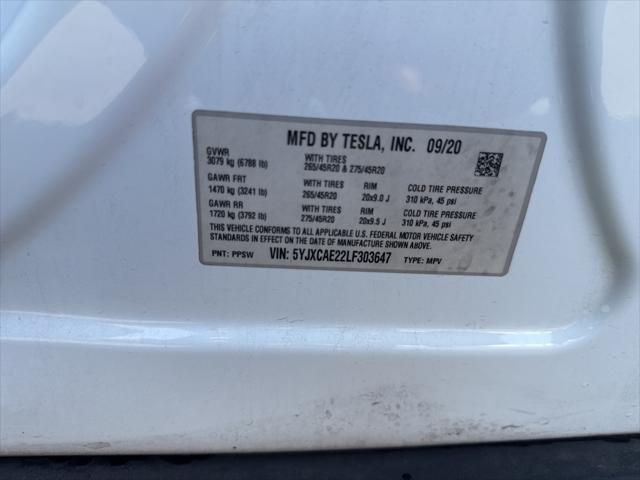 MFD BY TESLA, INC. 09/20
GVWR
3079 kg (6788 lb) WITH TIRES 265/45R20 & 275/45R20
GAWR FRT WITH TIRES RIM COLD TIRE PRESSURE
1470 kg (3241 lb) 265/45R20 20x9.0 J 310 kPa, 45 psi
GAWR RR WITH TIRES RIM COLD TIRE PRESSURE
1720 kg (3792 lb) 275/45R20 20x9.5 J 310 kPa, 45 psi
THIS VEHICLE CONFORMS TO ALL APPLICABLE U.S. FEDERAL MOTOR VEHICLE SAFETY
STANDARDS IN EFFECT ON THE DATE OF MANUFACTURE SHOWN ABOVE.
PNT: PPSW VIN: 5YJXCAE22LF303647 TYPE: MPV